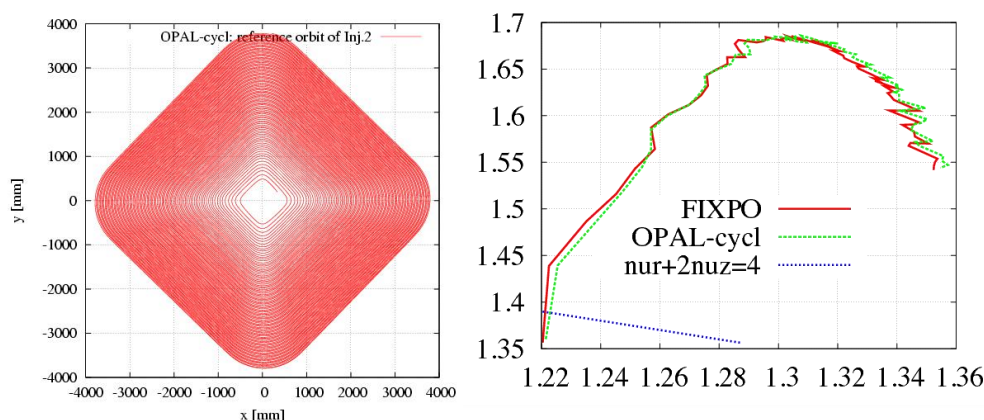 4000
3000
2000
1000
0
-1000
-2000
-3000
-4000
y [mm]
OPAL-cycl: reference orbit of Inj.2
-4000 -3000 -2000 -1000 0 1000 2000 3000 4000
x [mm]
1.7
1.65
1.6
1.55
1.5
1.45
1.4
1.35
FIXPO
OPAL-cycl
nur+2nuz=4
1.22 1.24 1.26 1.28 1.3 1.32 1.34 1.36